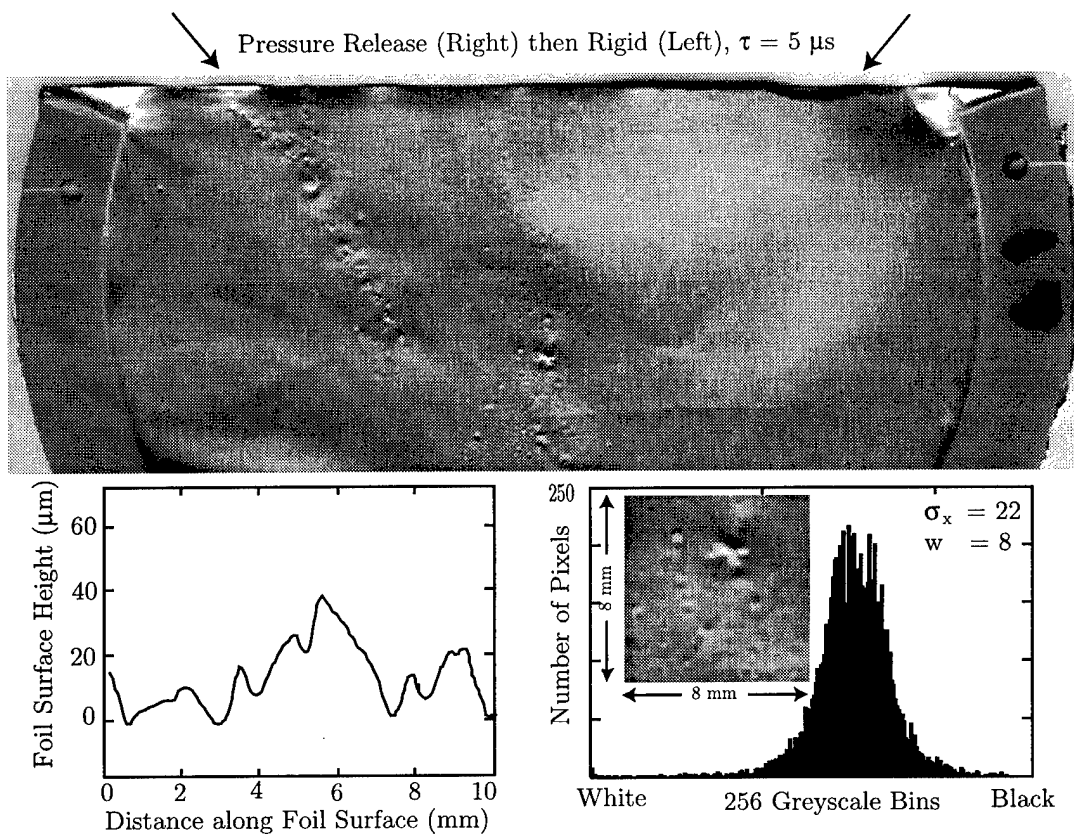 Pressure Release (Right) then Rigid (Left), τ = 5 μs
Foil Surface Height (μm)
60
40
20
0
0 2 4 6 8 10
Distance along Foil Surface (mm)
Number of Pixels
250
8 mm
8 mm
σx = 22
w = 8
White 256 Greyscale Bins Black